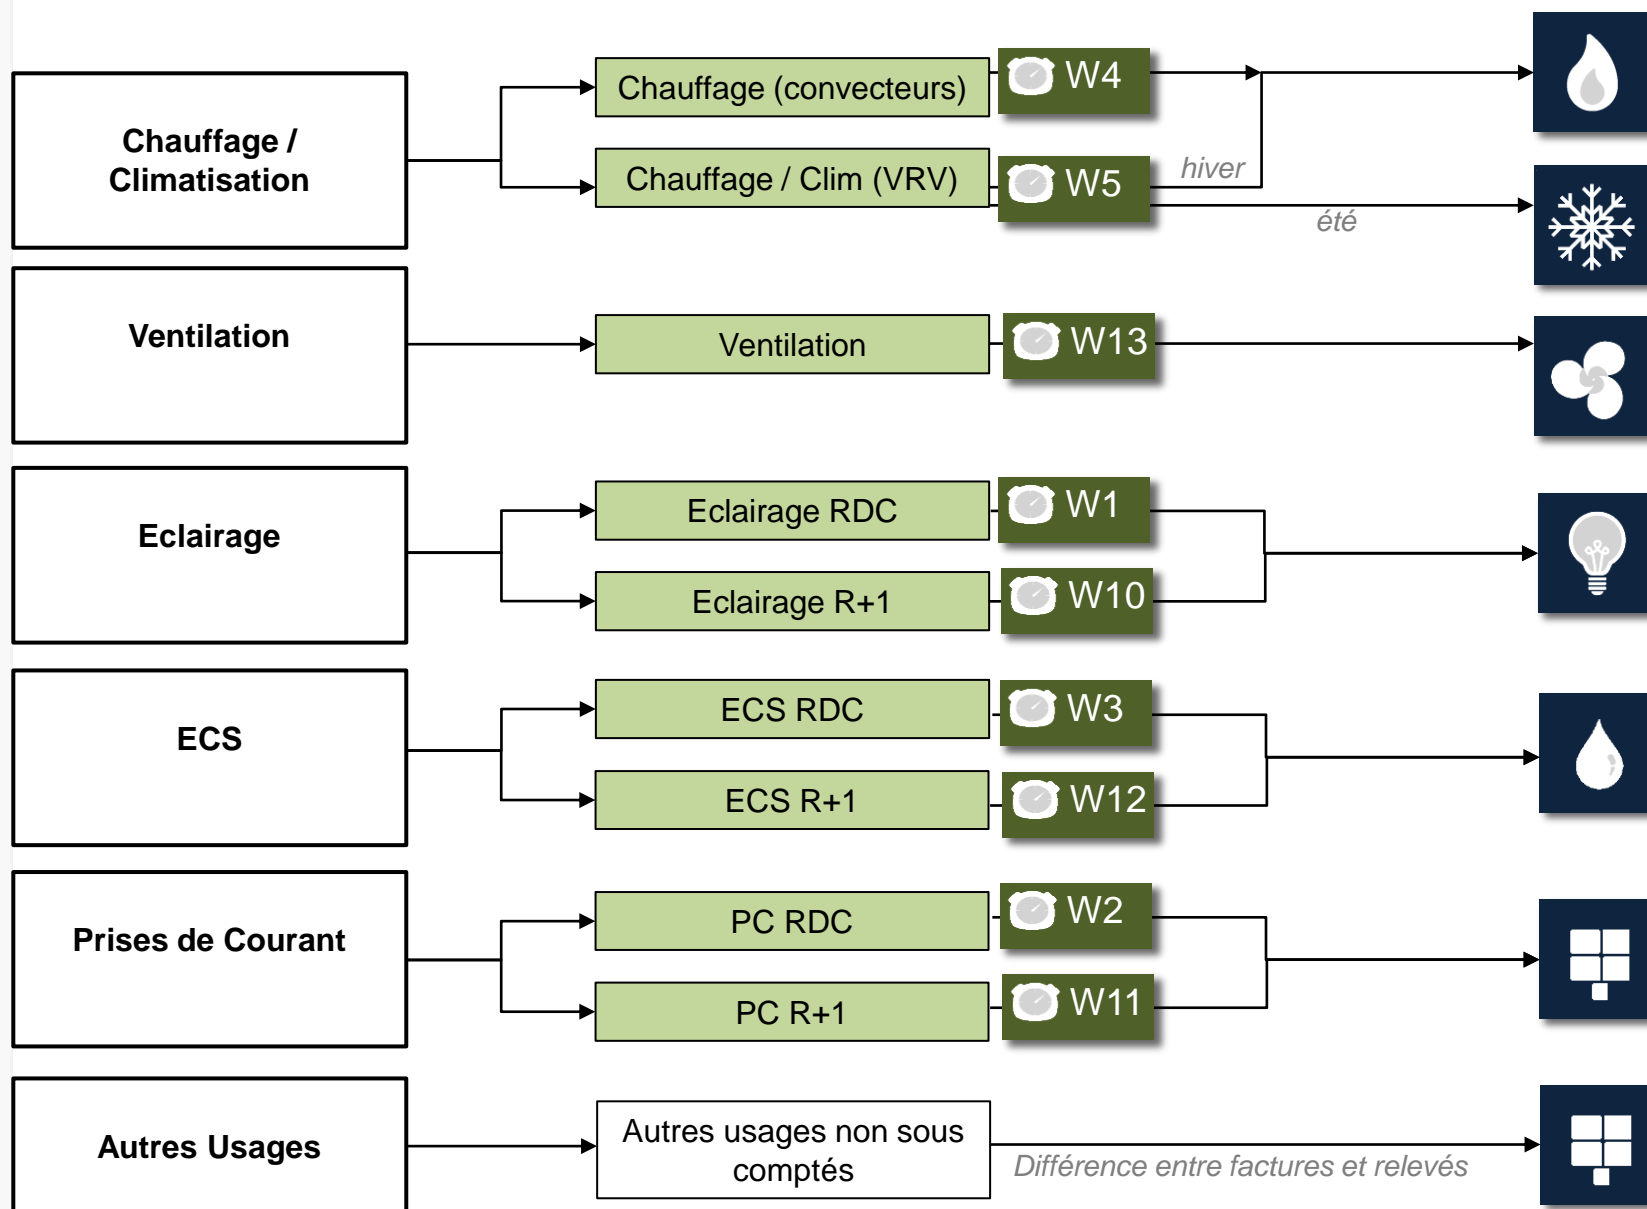 Chauffage /
Climatisation
Chauffage (convecteurs)
W4
Chauffage / Clim (VRV)
W5
hiver
été
Ventilation
Ventilation
W13
Eclairage
Eclairage RDC
W1
Eclairage R+1
W10
ECS
ECS RDC
W3
ECS R+1
W12
Prises de Courant
PC RDC
W2
PC R+1
W11
Autres Usages
Autres usages non sous
comptés
Différence entre factures et relevés